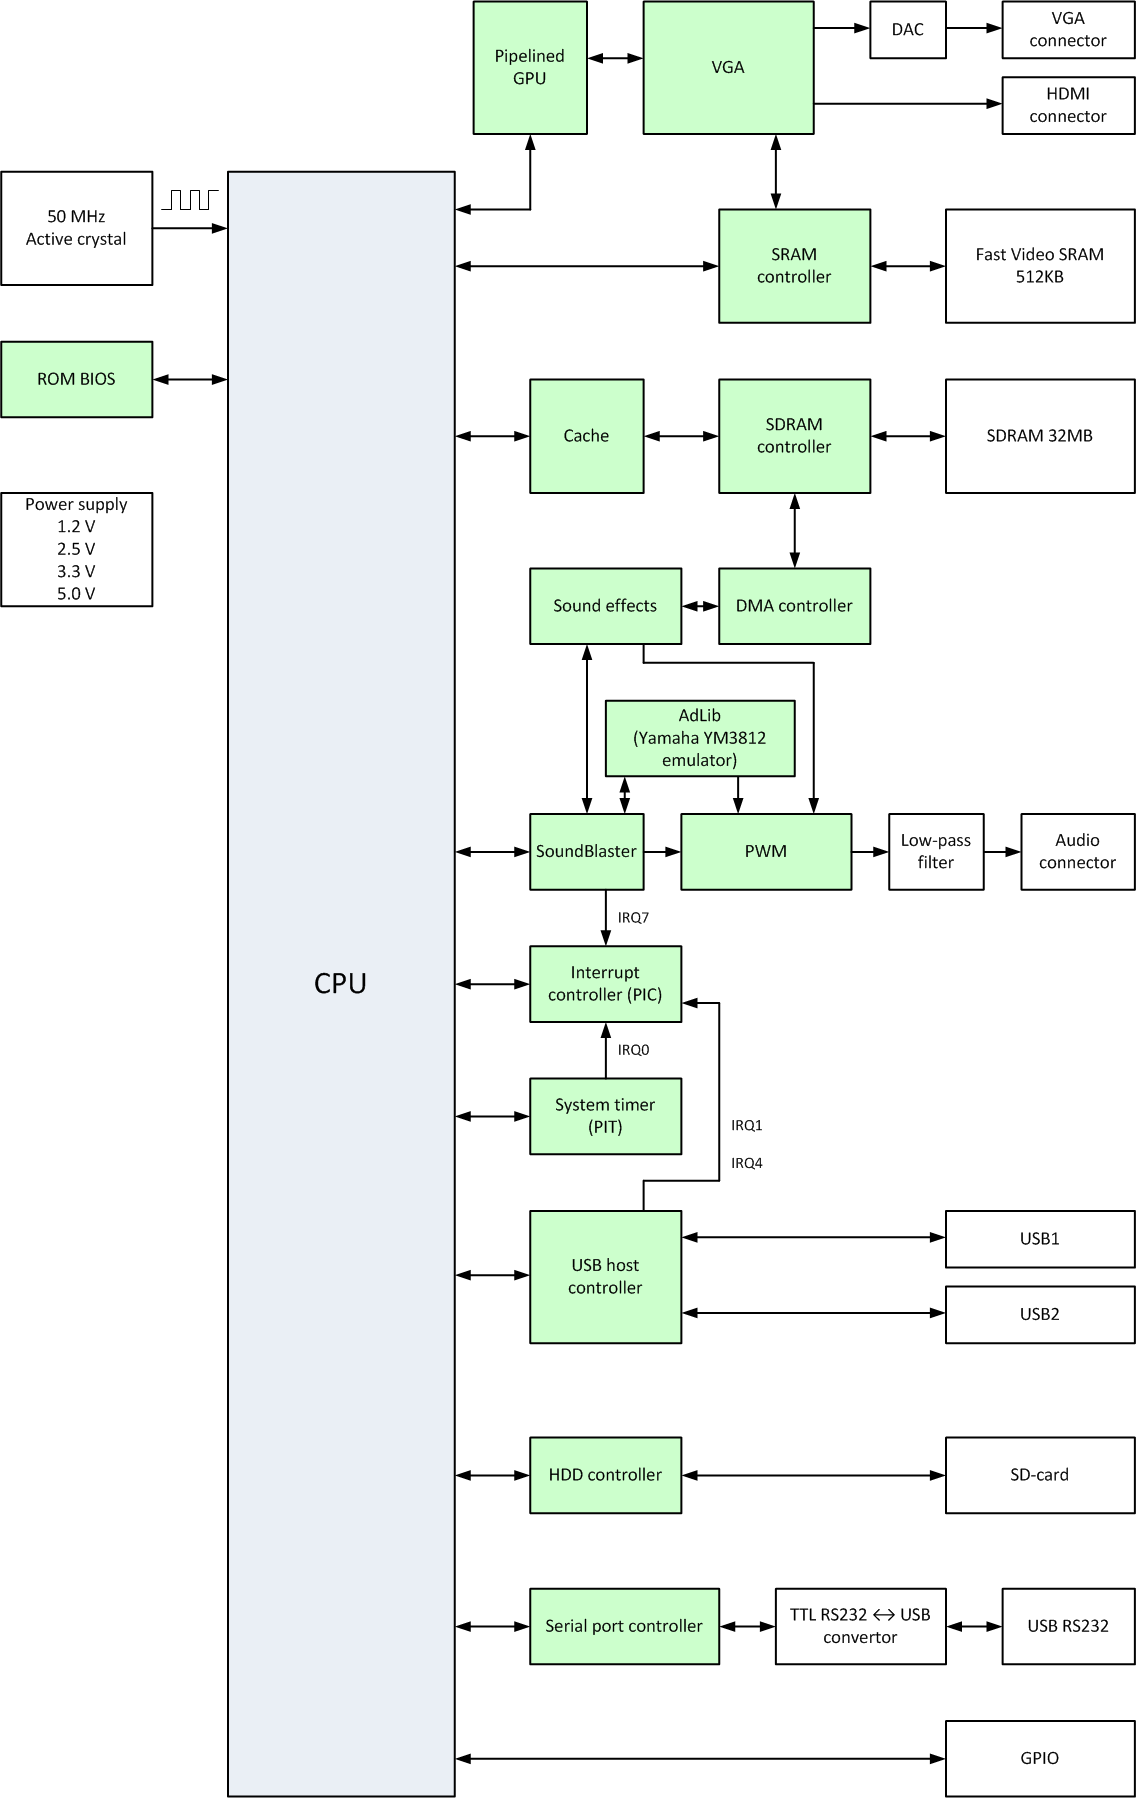 Pipelined
GPU
VGA
DAC
VGA
connector
HDMI
connector
50 MHz
Active crystal
SRAM
controller
Fast Video SRAM
512KB
ROM BIOS
Cache
SDRAM
controller
SDRAM 32MB
Power supply
1.2 V
2.5 V
3.3 V
5.0 V
Sound effects
DMA controller
AdLib
(Yamaha YM3812
emulator)
SoundBlaster
PWM
Low-pass
filter
Audio
connector
IRQ7
CPU
Interrupt
controller (PIC)
IRQ0
System timer
(PIT)
IRQ1
IRQ4
USB host
controller
USB1
USB2
HDD controller
SD-card
Serial port controller
TTL RS232 ↔ USB
convertor
USB RS232
GPIO